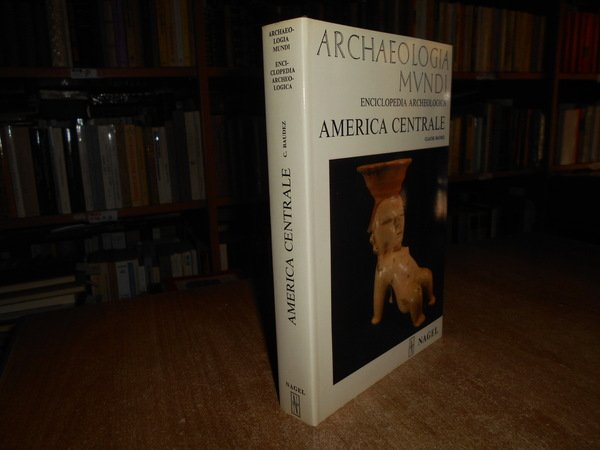 ARCHAEO-
LOGIA
MUNDI
ENCI-
CLOPEDIA
ARCHEO-
LOGICA
C. BAUDEZ
AMERICA CENTRALE
NAGEL
ARCHAEOLOGIA
MVNDI
ENCICLOPEDIA ARCHEOLOGICA
AMERICA CENTRALE
CLAUDE BAUDEZ
NAGEL